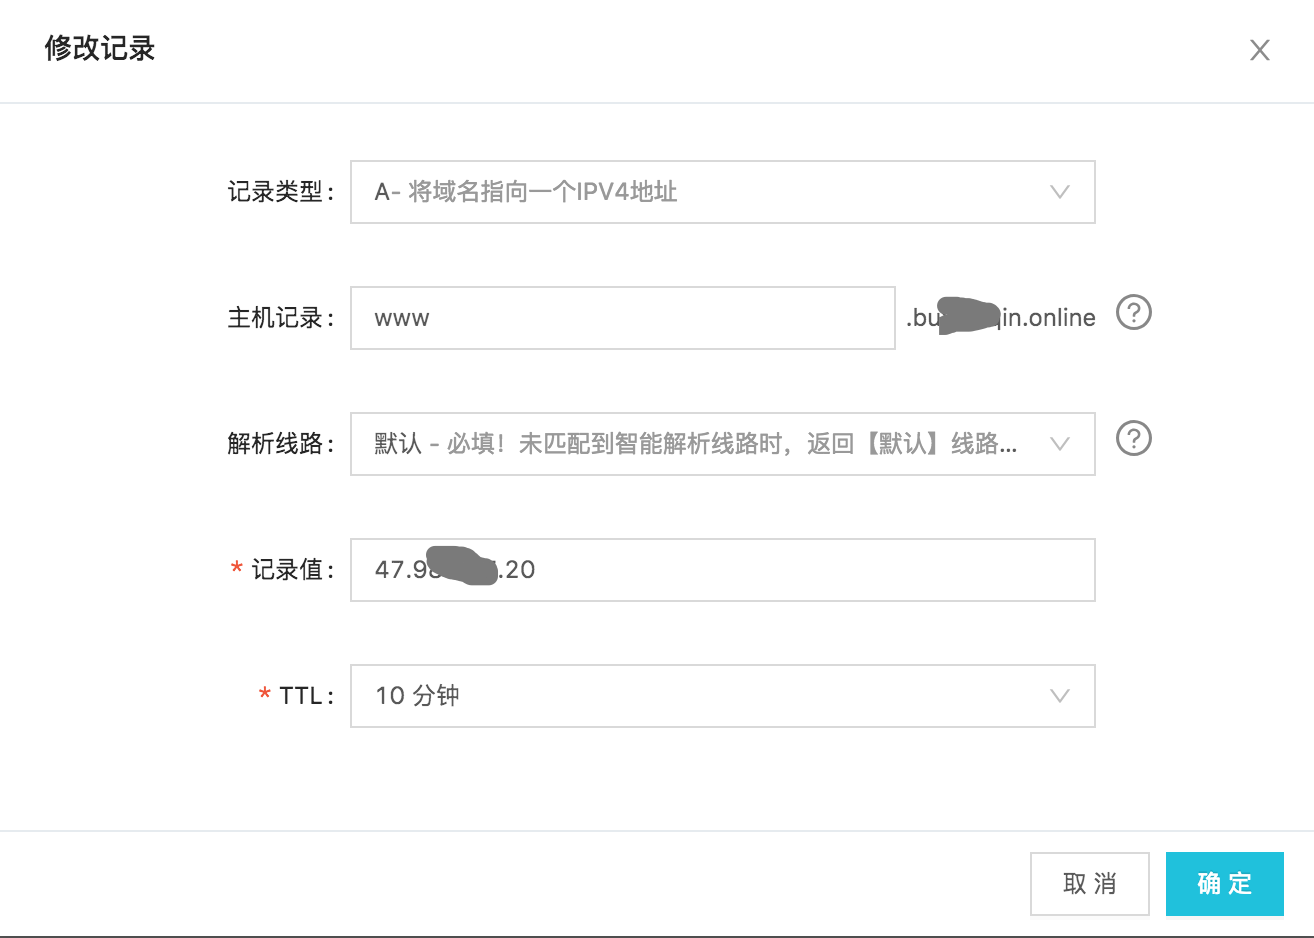 修改记录
记录类型: A- 将域名指向一个IPV4地址
主机记录: www .bu in.online
解析线路: 默认 - 必填！未匹配到智能解析线路时，返回【默认】线路...
* 记录值: 47.9 .20
* TTL: 10 分钟
取 消 确 定